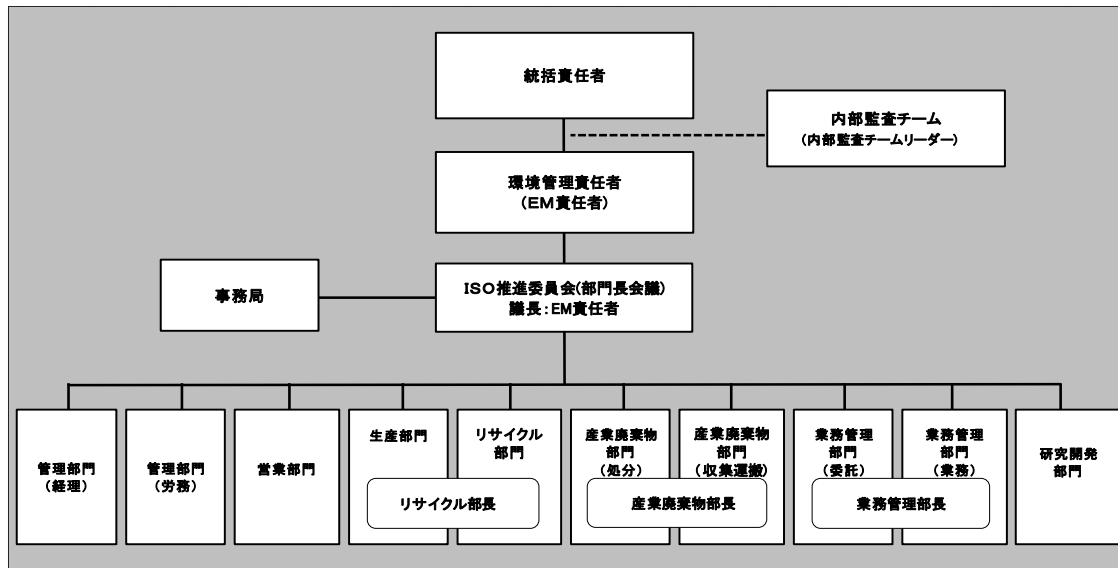 統括責任者
内部監査チーム
(内部監査チームリーダー)
環境管理責任者
(EM責任者)
事務局
ISO推進委員会(部門長会議)
議長:EM責任者
管理部門
(経理)
管理部門
(労務)
営業部門
生産部門
リサイクル
部門
リサイクル部長
産業廃棄物
部門
(処分)
産業廃棄物
部門
(収集運搬)
産業廃棄物部長
業務管理
部門
(委託)
業務管理
部門
(業務)
業務管理部長
研究開発
部門